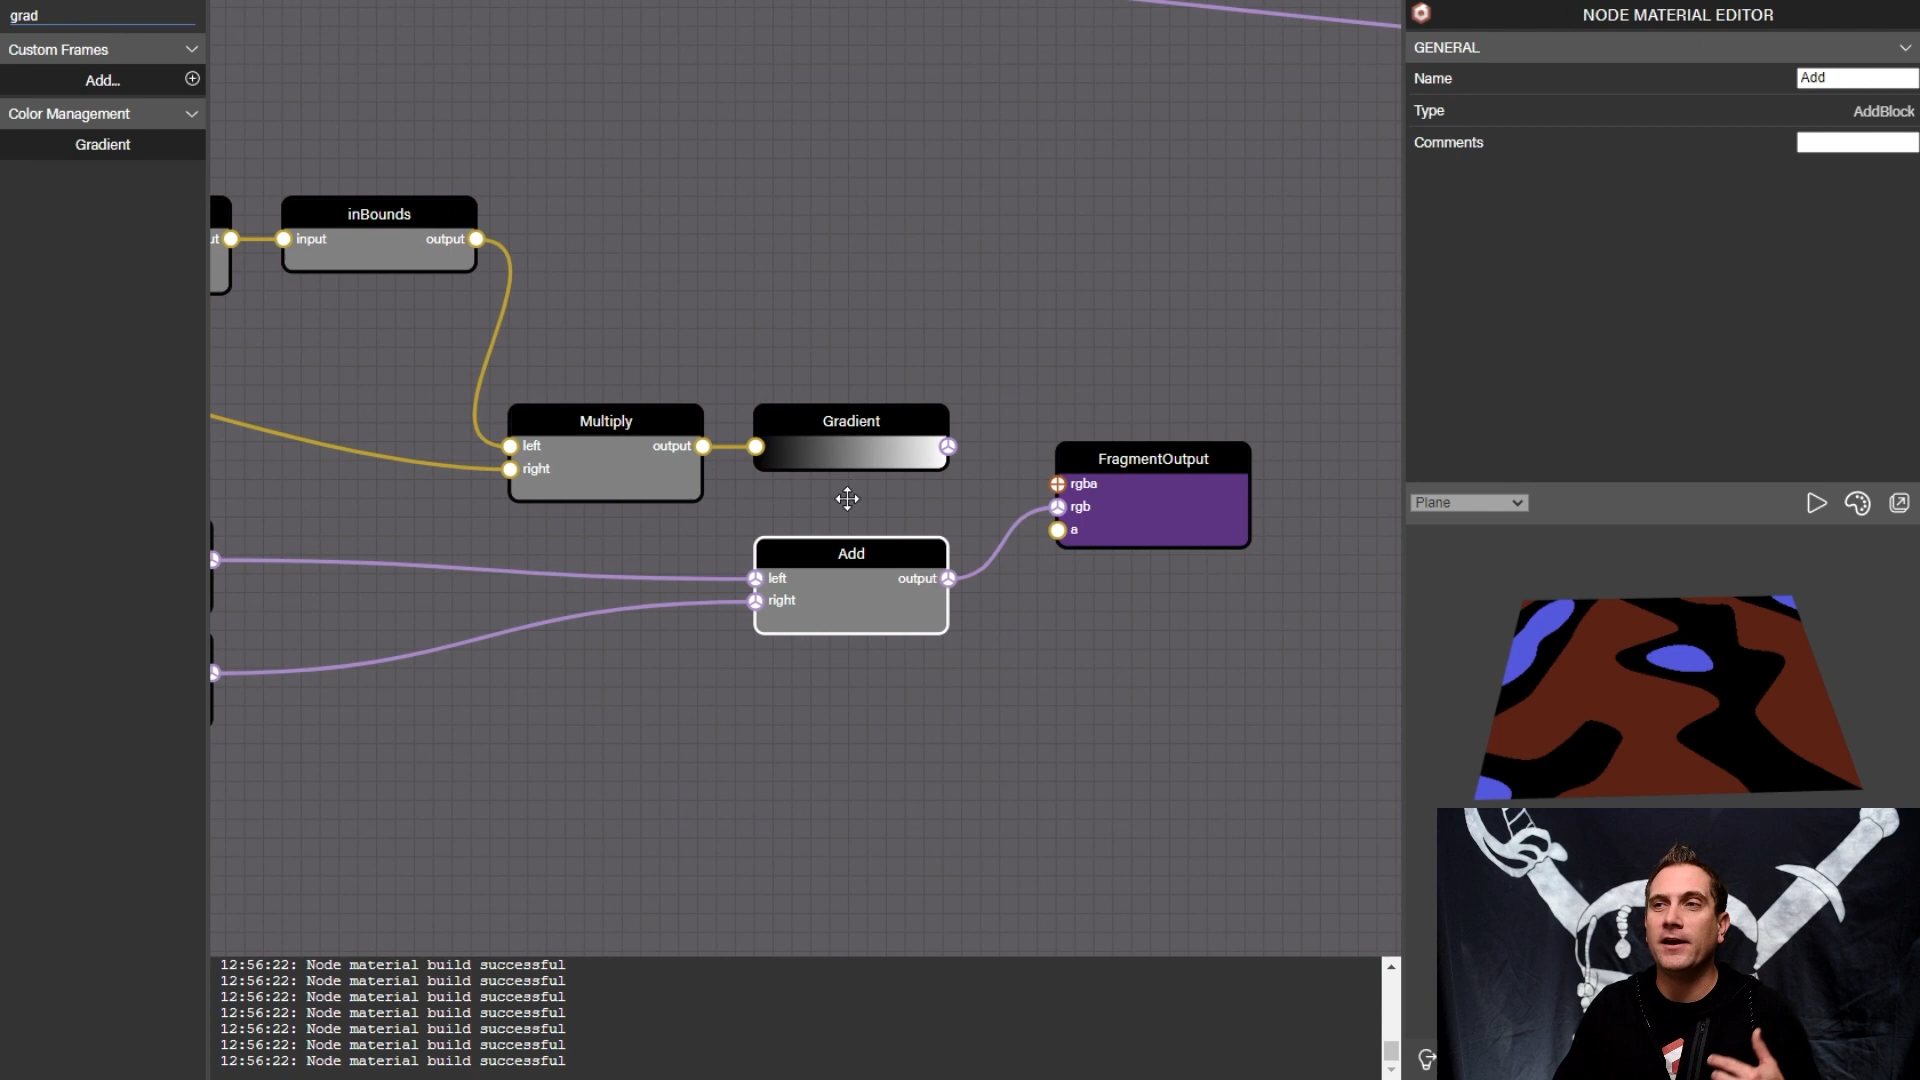 grad
Custom Frames
Add...
Color Management
Gradient
ut
inBounds
input
output
Multiply
left
output
right
Gradient
Add
left
output
right
FragmentOutput
rgba
rgb
a
NODE MATERIAL EDITOR
GENERAL
Name
Add
Type
AddBlock
Comments
Plane
12:56:22: Node material build successful
12:56:22: Node material build successful
12:56:22: Node material build successful
12:56:22: Node material build successful
12:56:22: Node material build successful
12:56:22: Node material build successful
12:56:22: Node material build successful